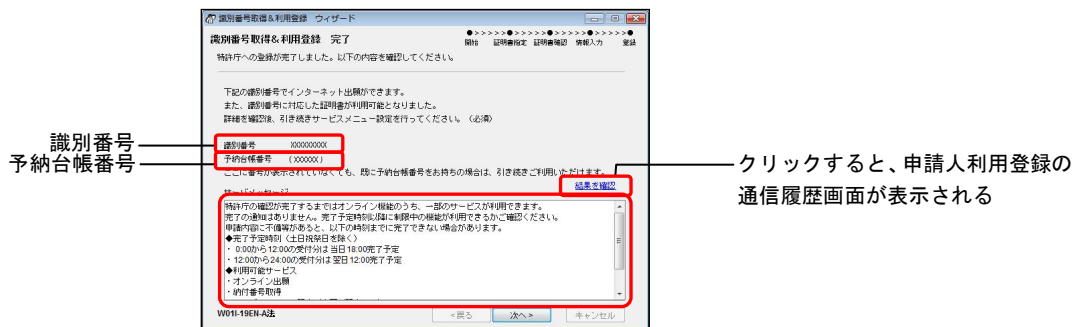 識別番号取得&利用登録 ウィザード
識別番号取得&利用登録 完了
●>>>>>●>>>>>●>>>>>●>>>>>●
開始 証明書指定 証明書確認 情報入力 登録
特許庁への登録が完了しました。以下の内容を確認してください。
下記の識別番号でインターネット出願ができます。
また、識別番号に対応した証明書が利用可能となりました。
詳細を確認後、引き続きサービスメニュー設定を行ってください。(必須)
識別番号
識別番号 XXXXXXXXX
予納台帳番号
予納台帳番号 (XXXXXX)
ここに番号が表示されていなくても、既に予納台帳番号をお持ちの場合は、引き続きご利用いただけます。
結果を確認
クリックすると、申請人利用登録の
通信履歴画面が表示される
サーバメッセージ
特許庁の確認が完了するまではオンライン機能のうち、一部のサービスが利用できます。
完了の通知はありません。完了予定時刻以降に制限中の機能が利用できるかご確認ください。
申請内容に不備等があると、以下の時刻までに完了できない場合があります。
◆完了予定時刻(土日祝祭日を除く)
・ 0:00から12:00の受付分は当日18:00完了予定
・12:00から24:00の受付分は翌日12:00完了予定
◆利用可能サービス
・オンライン出願
・納付番号取得
W01I-19EN-A法
<戻る
次へ>
キャンセル